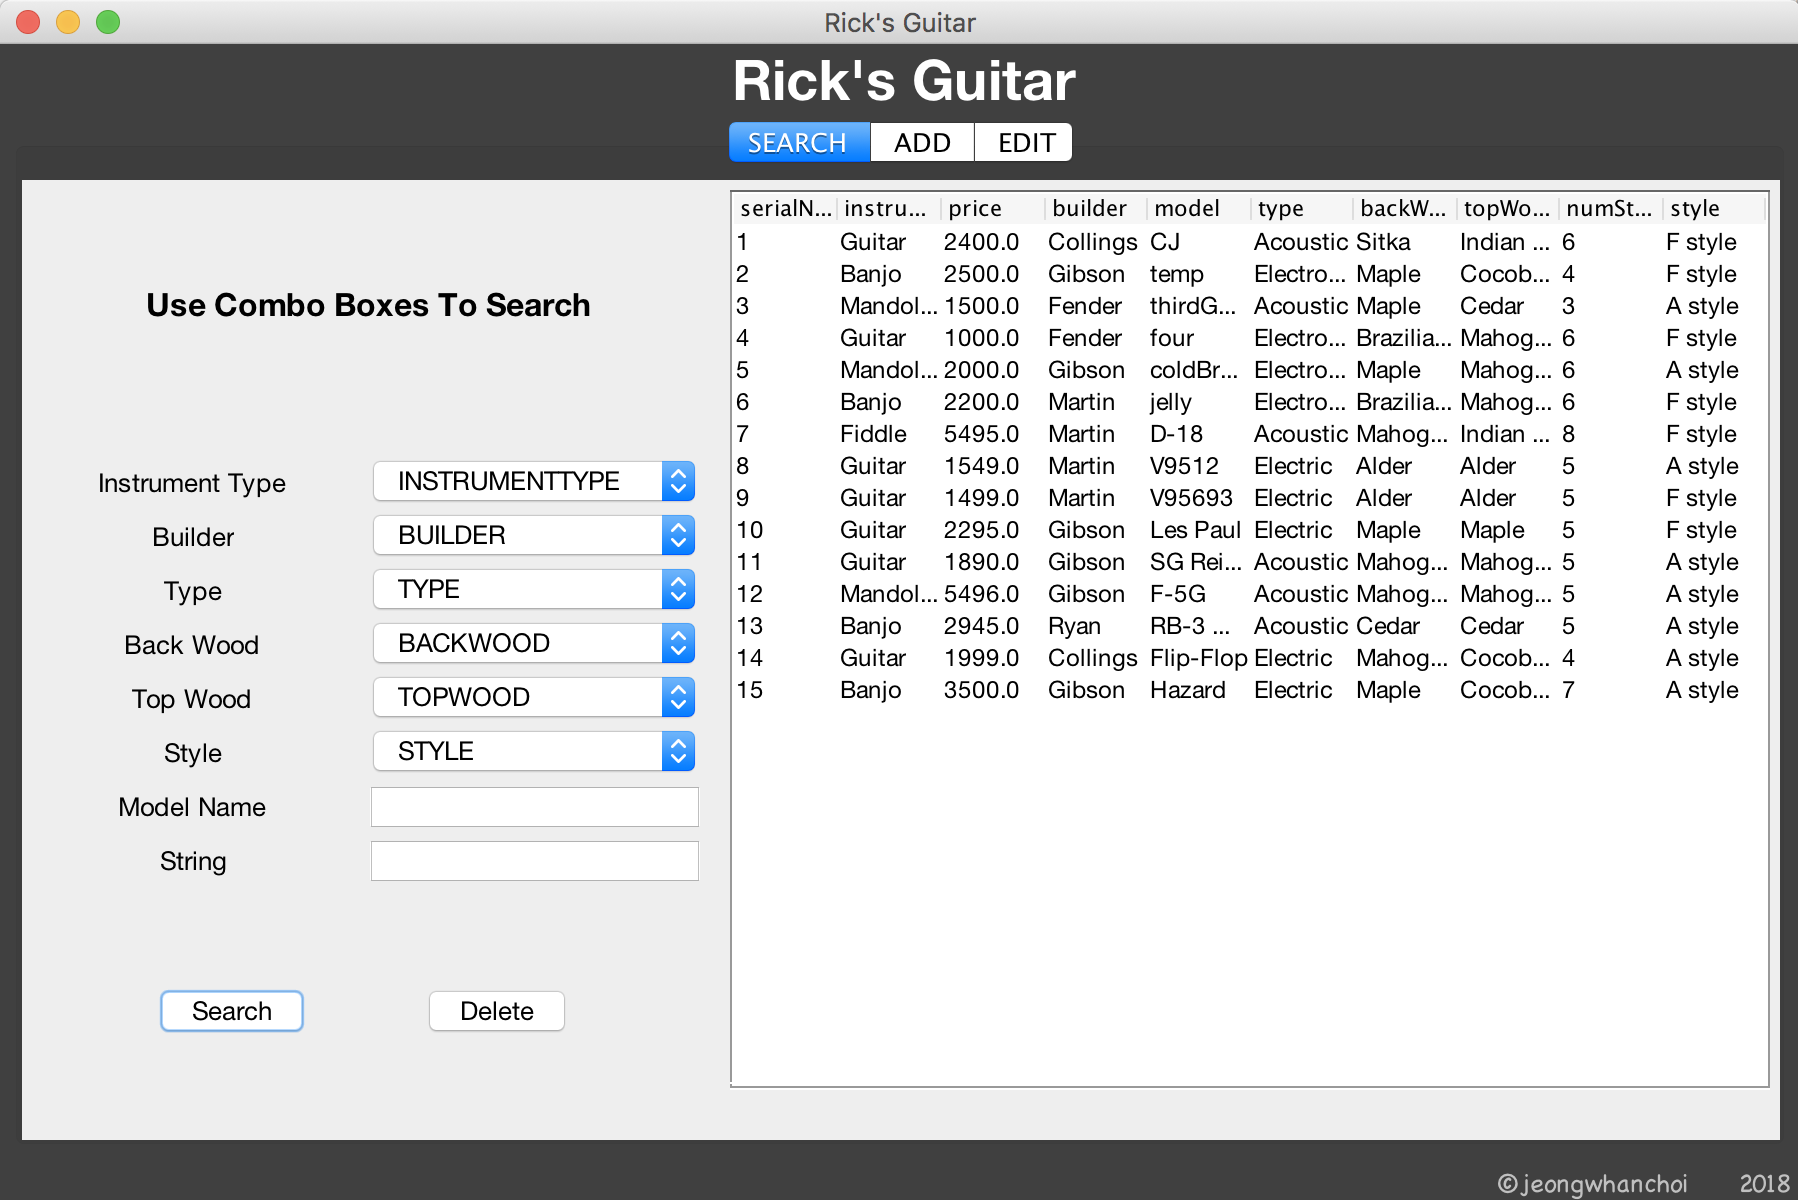 Rick's Guitar
Rick's Guitar
SEARCH ADD EDIT
Use Combo Boxes To Search
Instrument Type INSTRUMENTTYPE
Builder BUILDER
Type TYPE
Back Wood BACKWOOD
Top Wood TOPWOOD
Style STYLE
Model Name
String
Search Delete
serialN... instru... price builder model type backW... topWo... numSt... style
1 Guitar 2400.0 Collings CJ Acoustic Sitka Indian ... 6 F style
2 Banjo 2500.0 Gibson temp Electro... Maple Cocob... 4 F style
3 Mandol... 1500.0 Fender thirdG... Acoustic Maple Cedar 3 A style
4 Guitar 1000.0 Fender four Electro... Brazilia... Mahog... 6 F style
5 Mandol... 2000.0 Gibson coldBr... Electro... Maple Mahog... 6 A style
6 Banjo 2200.0 Martin jelly Electro... Brazilia... Mahog... 6 F style
7 Fiddle 5495.0 Martin D-18 Acoustic Mahog... Indian ... 8 F style
8 Guitar 1549.0 Martin V9512 Electric Alder Alder 5 A style
9 Guitar 1499.0 Martin V95693 Electric Alder Alder 5 F style
10 Guitar 2295.0 Gibson Les Paul Electric Maple Maple 5 F style
11 Guitar 1890.0 Gibson SG Rei... Acoustic Mahog... Mahog... 5 A style
12 Mandol... 5496.0 Gibson F-5G Acoustic Mahog... Mahog... 5 A style
13 Banjo 2945.0 Ryan RB-3 ... Acoustic Cedar Cedar 5 A style
14 Guitar 1999.0 Collings Flip-Flop Electric Mahog... Cocob... 4 A style
15 Banjo 3500.0 Gibson Hazard Electric Maple Cocob... 7 A style
©jeongwhanchoi 2018